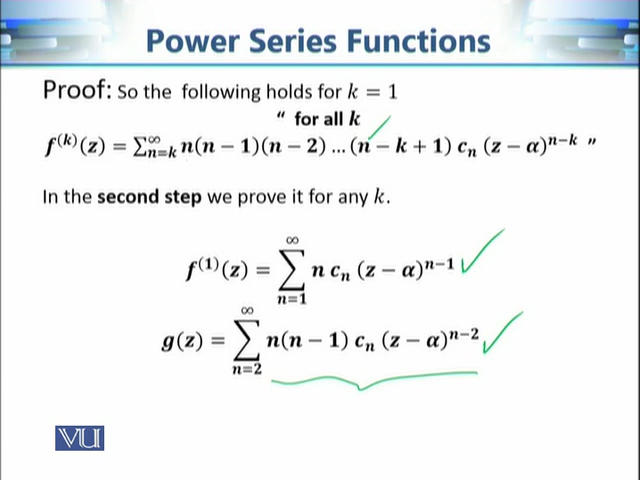 Power Series Functions
Proof: So the following holds for k = 1
“ for all k
f^(k)(z) = Σ_{n=k}^∞ n(n − 1)(n − 2) … (n − k + 1) c_n (z − α)^{n−k} ”
In the second step we prove it for any k.
f^(1)(z) = ∑_{n=1}^∞ n c_n (z − α)^{n−1}
g(z) = ∑_{n=2}^∞ n(n − 1) c_n (z − α)^{n−2}
VU